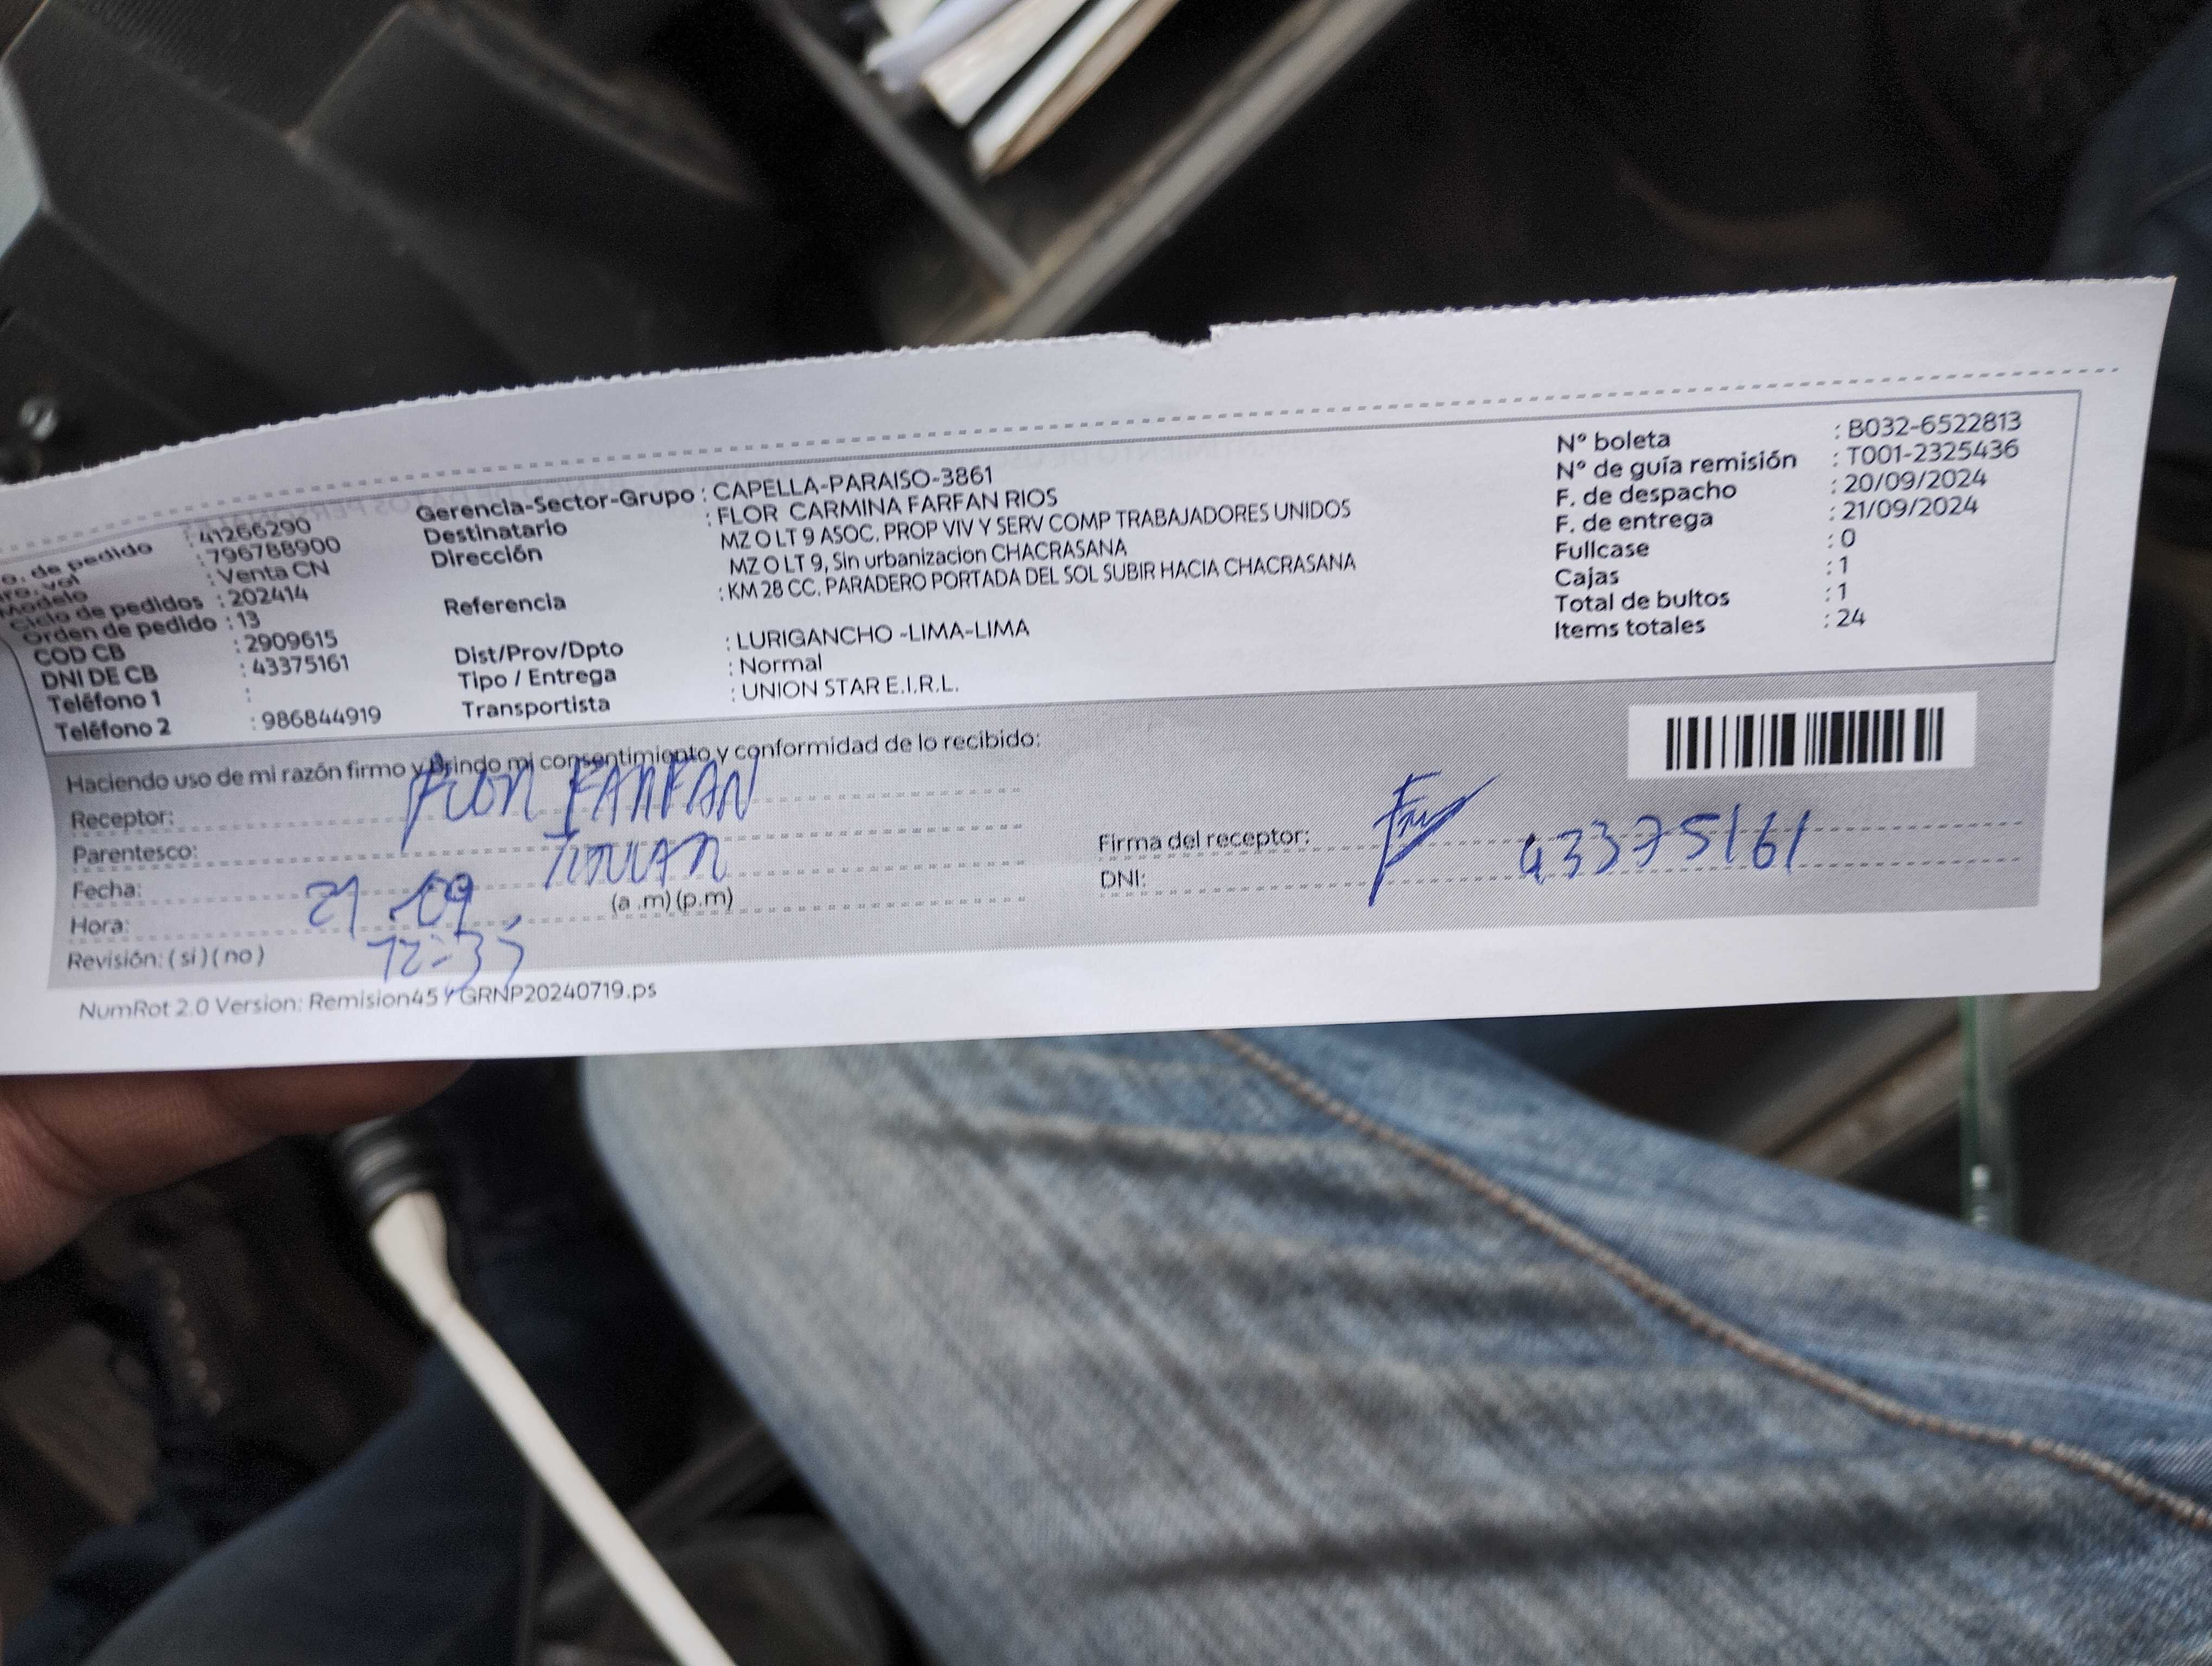 o. de pedido : 41266290
ro. vol : 796788900
Modelo : Venta CN
Ciclo de pedidos : 202414
Orden de pedido : 13
COD CB : 2909615
DNI DE CB : 43375161
Teléfono 1 :
Teléfono 2 : 986844919
Gerencia-Sector-Grupo : CAPELLA-PARAISO-3861
Destinatario : FLOR CARMINA FARFAN RIOS
Dirección MZ O LT 9 ASOC. PROP VIV Y SERV COMP TRABAJADORES UNIDOS
MZ O LT 9, Sin urbanizacion CHACRASANA
Referencia : KM 28 CC. PARADERO PORTADA DEL SOL SUBIR HACIA CHACRASANA
Dist/Prov/Dpto : LURIGANCHO -LIMA-LIMA
Tipo / Entrega : Normal
Transportista : UNION STAR E.I.R.L.
N° boleta : B032-6522813
N° de guía remisión : T001-2325436
F. de despacho : 20/09/2024
F. de entrega : 21/09/2024
Fullcase : 0
Cajas : 1
Total de bultos : 1
Items totales : 24
Haciendo uso de mi razón firmo y brindo mi consentimiento y conformidad de lo recibido:
Receptor: FLOR FARFAN
Parentesco: TITULAR
Fecha: 21-09
Hora: 12:35 (a .m) (p.m)
Revisión: ( si ) ( no )
Firma del receptor:
DNI: 43375161
NumRot 2.0 Version: Remision45 Y GRNP20240719.ps